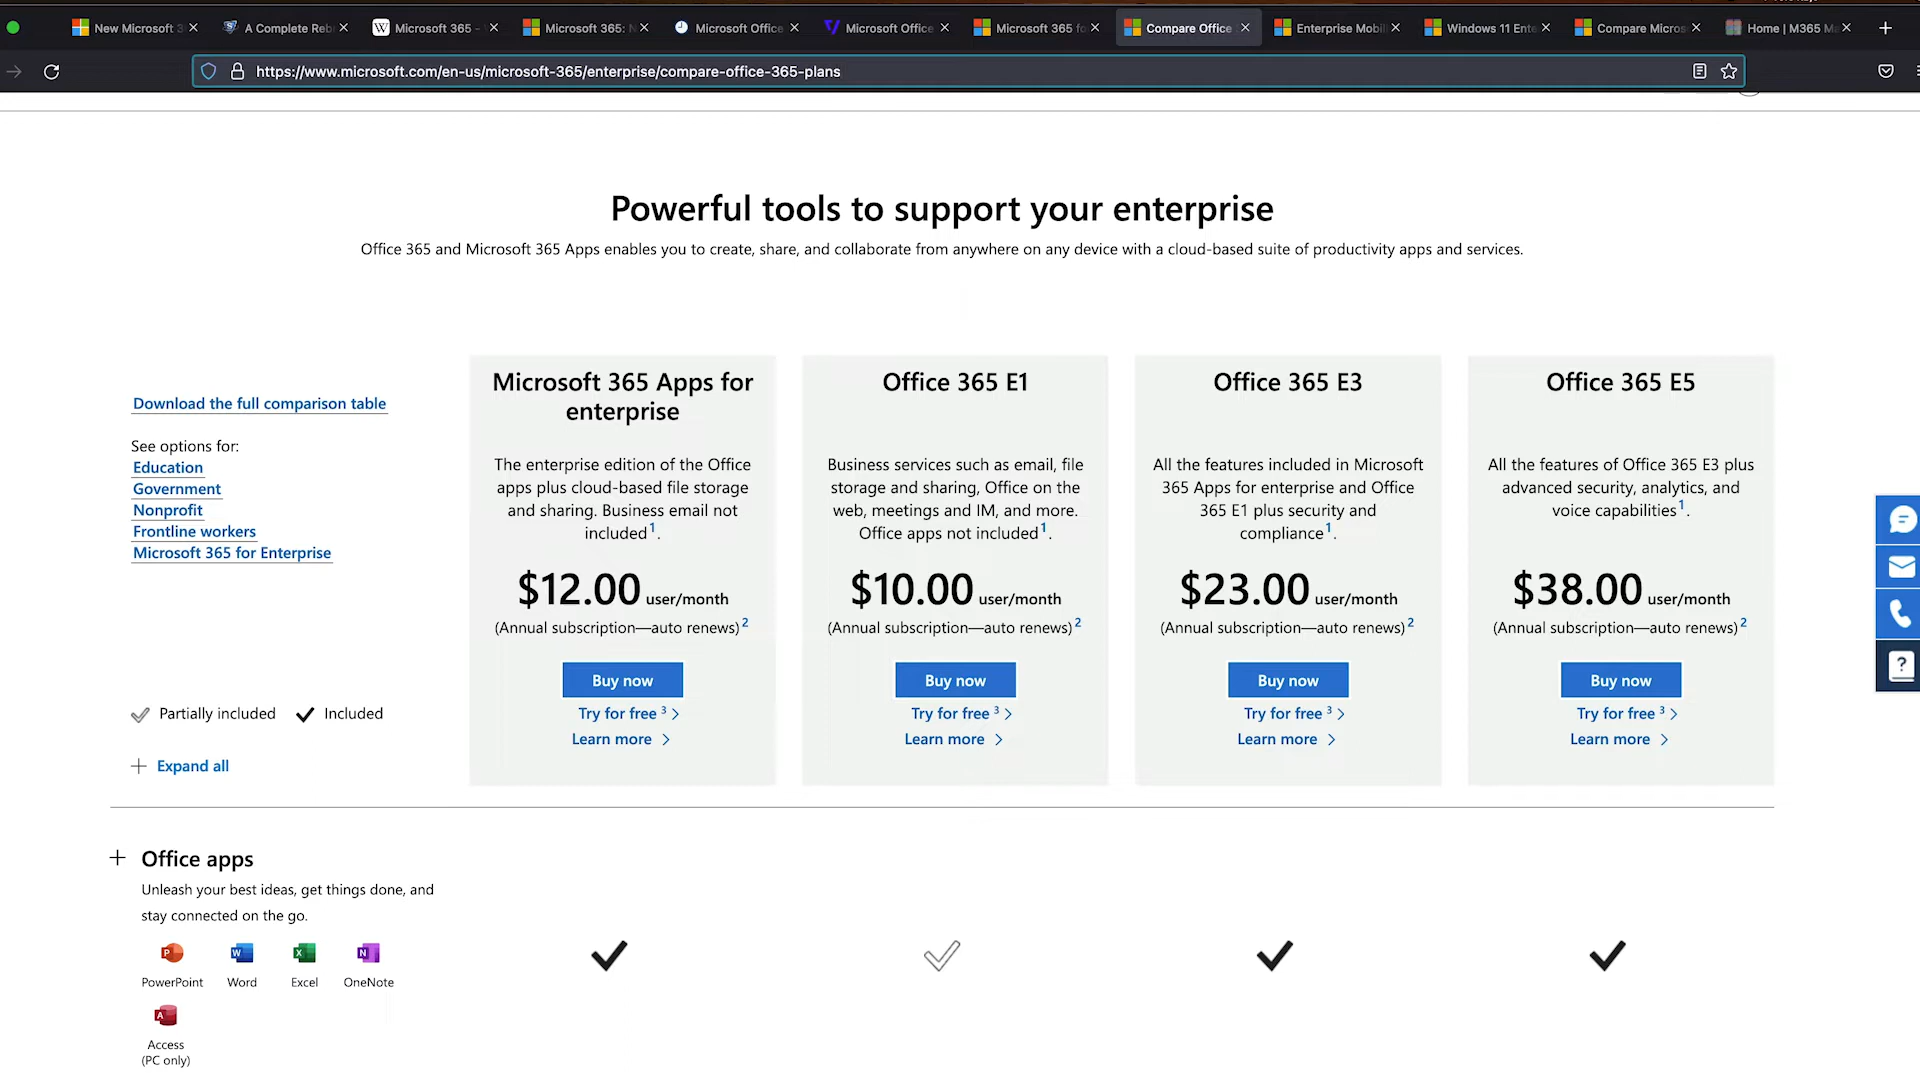 New Microsoft 3
A Complete Reb
Microsoft 365 -
Microsoft 365: N
Microsoft Office
Microsoft Office
Microsoft 365 fo
Compare Office
Enterprise Mobil
Windows 11 Ente
Compare Micros
Home | M365 Ma
https://www.microsoft.com/en-us/microsoft-365/enterprise/compare-office-365-plans
Powerful tools to support your enterprise
Office 365 and Microsoft 365 Apps enables you to create, share, and collaborate from anywhere on any device with a cloud-based suite of productivity apps and services.
Download the full comparison table
See options for:
Education
Government
Nonprofit
Frontline workers
Microsoft 365 for Enterprise
Partially included
Included
Expand all
Microsoft 365 Apps for
enterprise
The enterprise edition of the Office
apps plus cloud-based file storage
and sharing. Business email not
included 1.
$12.00 user/month
(Annual subscription—auto renews) 2
Buy now
Try for free 3
Learn more
Office 365 E1
Business services such as email, file
storage and sharing, Office on the
web, meetings and IM, and more.
Office apps not included 1.
$10.00 user/month
(Annual subscription—auto renews) 2
Buy now
Try for free 3
Learn more
Office 365 E3
All the features included in Microsoft
365 Apps for enterprise and Office
365 E1 plus security and
compliance 1.
$23.00 user/month
(Annual subscription—auto renews) 2
Buy now
Try for free 3
Learn more
Office 365 E5
All the features of Office 365 E3 plus
advanced security, analytics, and
voice capabilities 1.
$38.00 user/month
(Annual subscription—auto renews) 2
Buy now
Try for free 3
Learn more
Office apps
Unleash your best ideas, get things done, and
stay connected on the go.
PowerPoint
Word
Excel
OneNote
Access
(PC only)